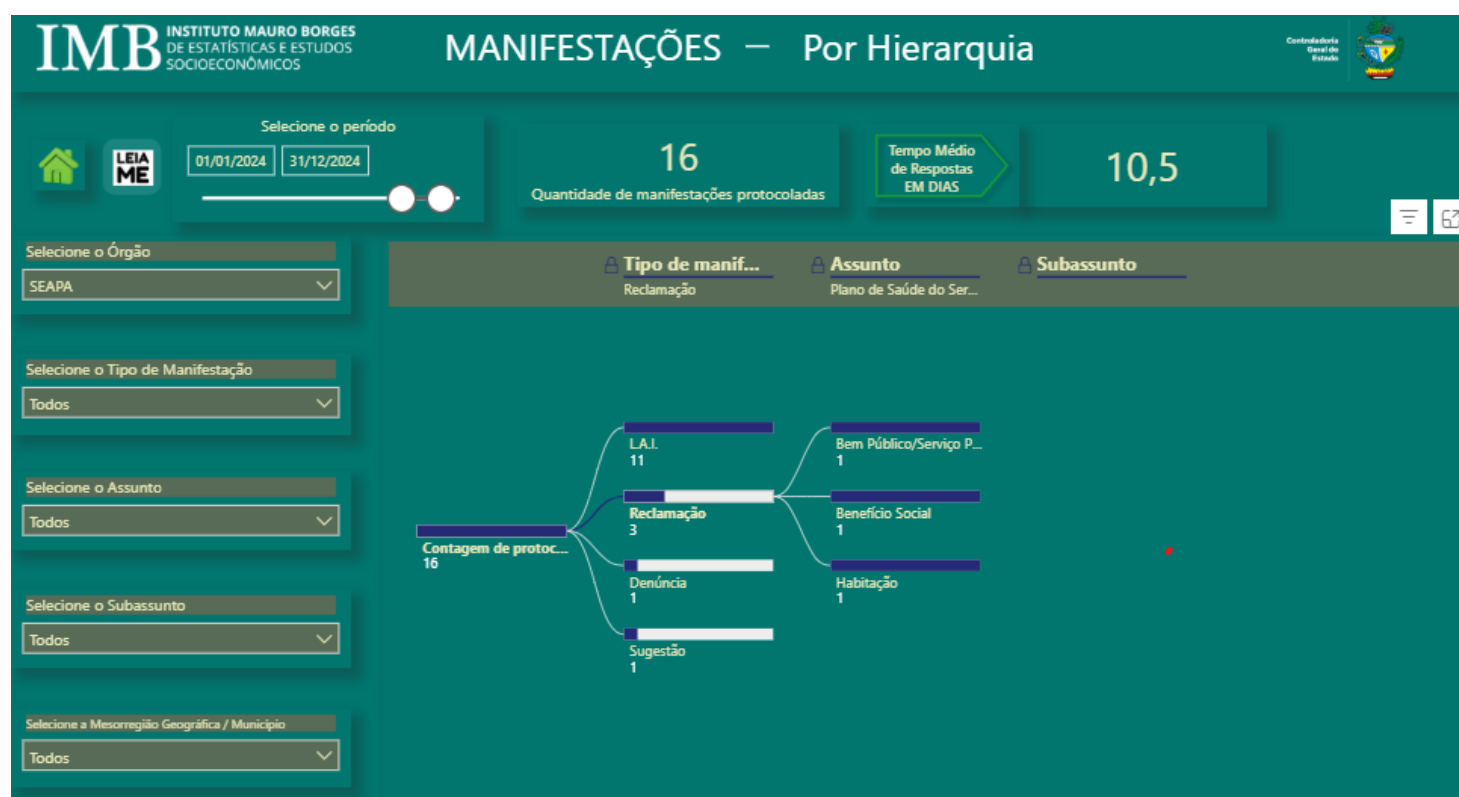 IMB
INSTITUTO MAURO BORGES
DE ESTATÍSTICAS E ESTUDOS
SOCIOECONÔMICOS
MANIFESTAÇÕES – Por Hierarquia
Controladoria
Geral do
Estado
LEIA
ME
Selecione o período
01/01/2024 31/12/2024
16
Quantidade de manifestações protocoladas
Tempo Médio
de Respostas
EM DIAS
10,5
Selecione o Órgão
SEAPA
Selecione o Tipo de Manifestação
Todos
Selecione o Assunto
Todos
Selecione o Subassunto
Todos
Selecione a Mesorregião Geográfica / Município
Todos
Tipo de manif...
Reclamação
Assunto
Plano de Saúde do Ser...
Subassunto
Contagem de protoc...
16
L.A.I.
11
Reclamação
3
Denúncia
1
Sugestão
1
Bem Público/Serviço P...
1
Benefício Social
1
Habitação
1